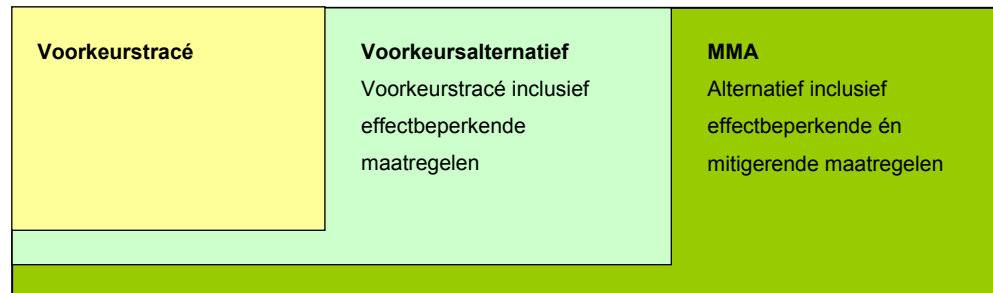 Voorkeurstracé
Voorkeursalternatief
Voorkeurstracé inclusief
effectbeperkende
maatregelen
MMA
Alternatief inclusief
effectbeperkende én
mitigerende maatregelen